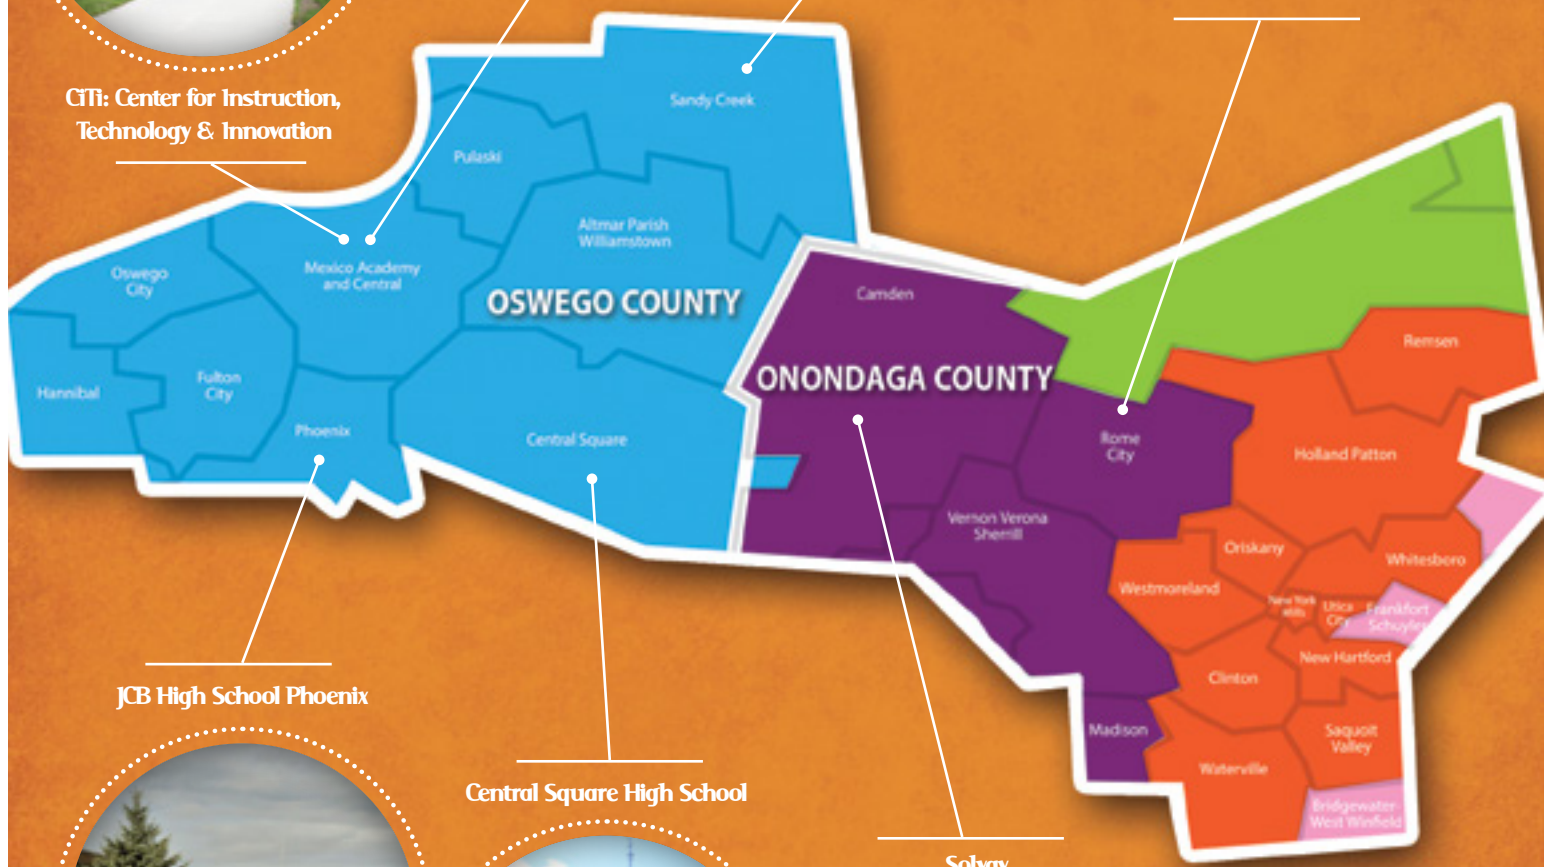 CiTi: Center for Instruction,
Technology & Innovation
Sandy Creek
Pulaski
Altmar Parish
Williamstown
Oswego
City
Mexico Academy
and Central
OSWEGO COUNTY
Camden
Remsen
Hannibal
Fulton
City
ONONDAGA COUNTY
Phoenix
Central Square
Rome
City
Holland Patton
Vernon Verona
Sherrill
Oriskany
Whitesboro
Westmoreland
New York
Mills
Utica
City
Frankfort
Schuyler
New Hartford
Clinton
JCB High School Phoenix
Madison
Saquoit
Valley
Waterville
Central Square High School
Bridgewater-
West Winfield
Solvay